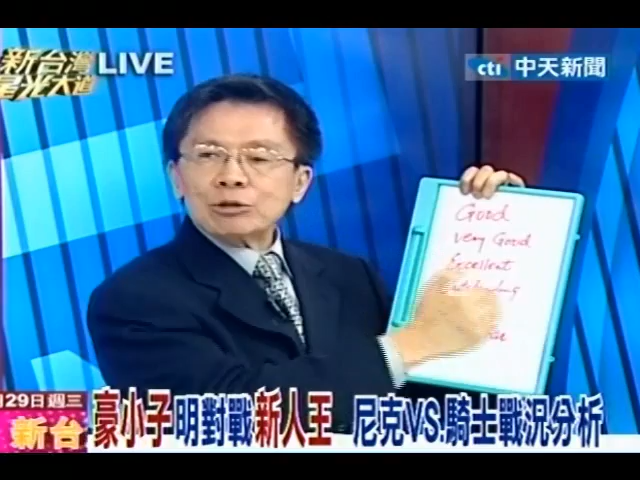 新台灣
星光大道
LIVE
cti 中天新聞
Good
Very Good
Excellent
29日週三
新台
豪小子明對戰新人王 尼克VS.騎士戰況分析